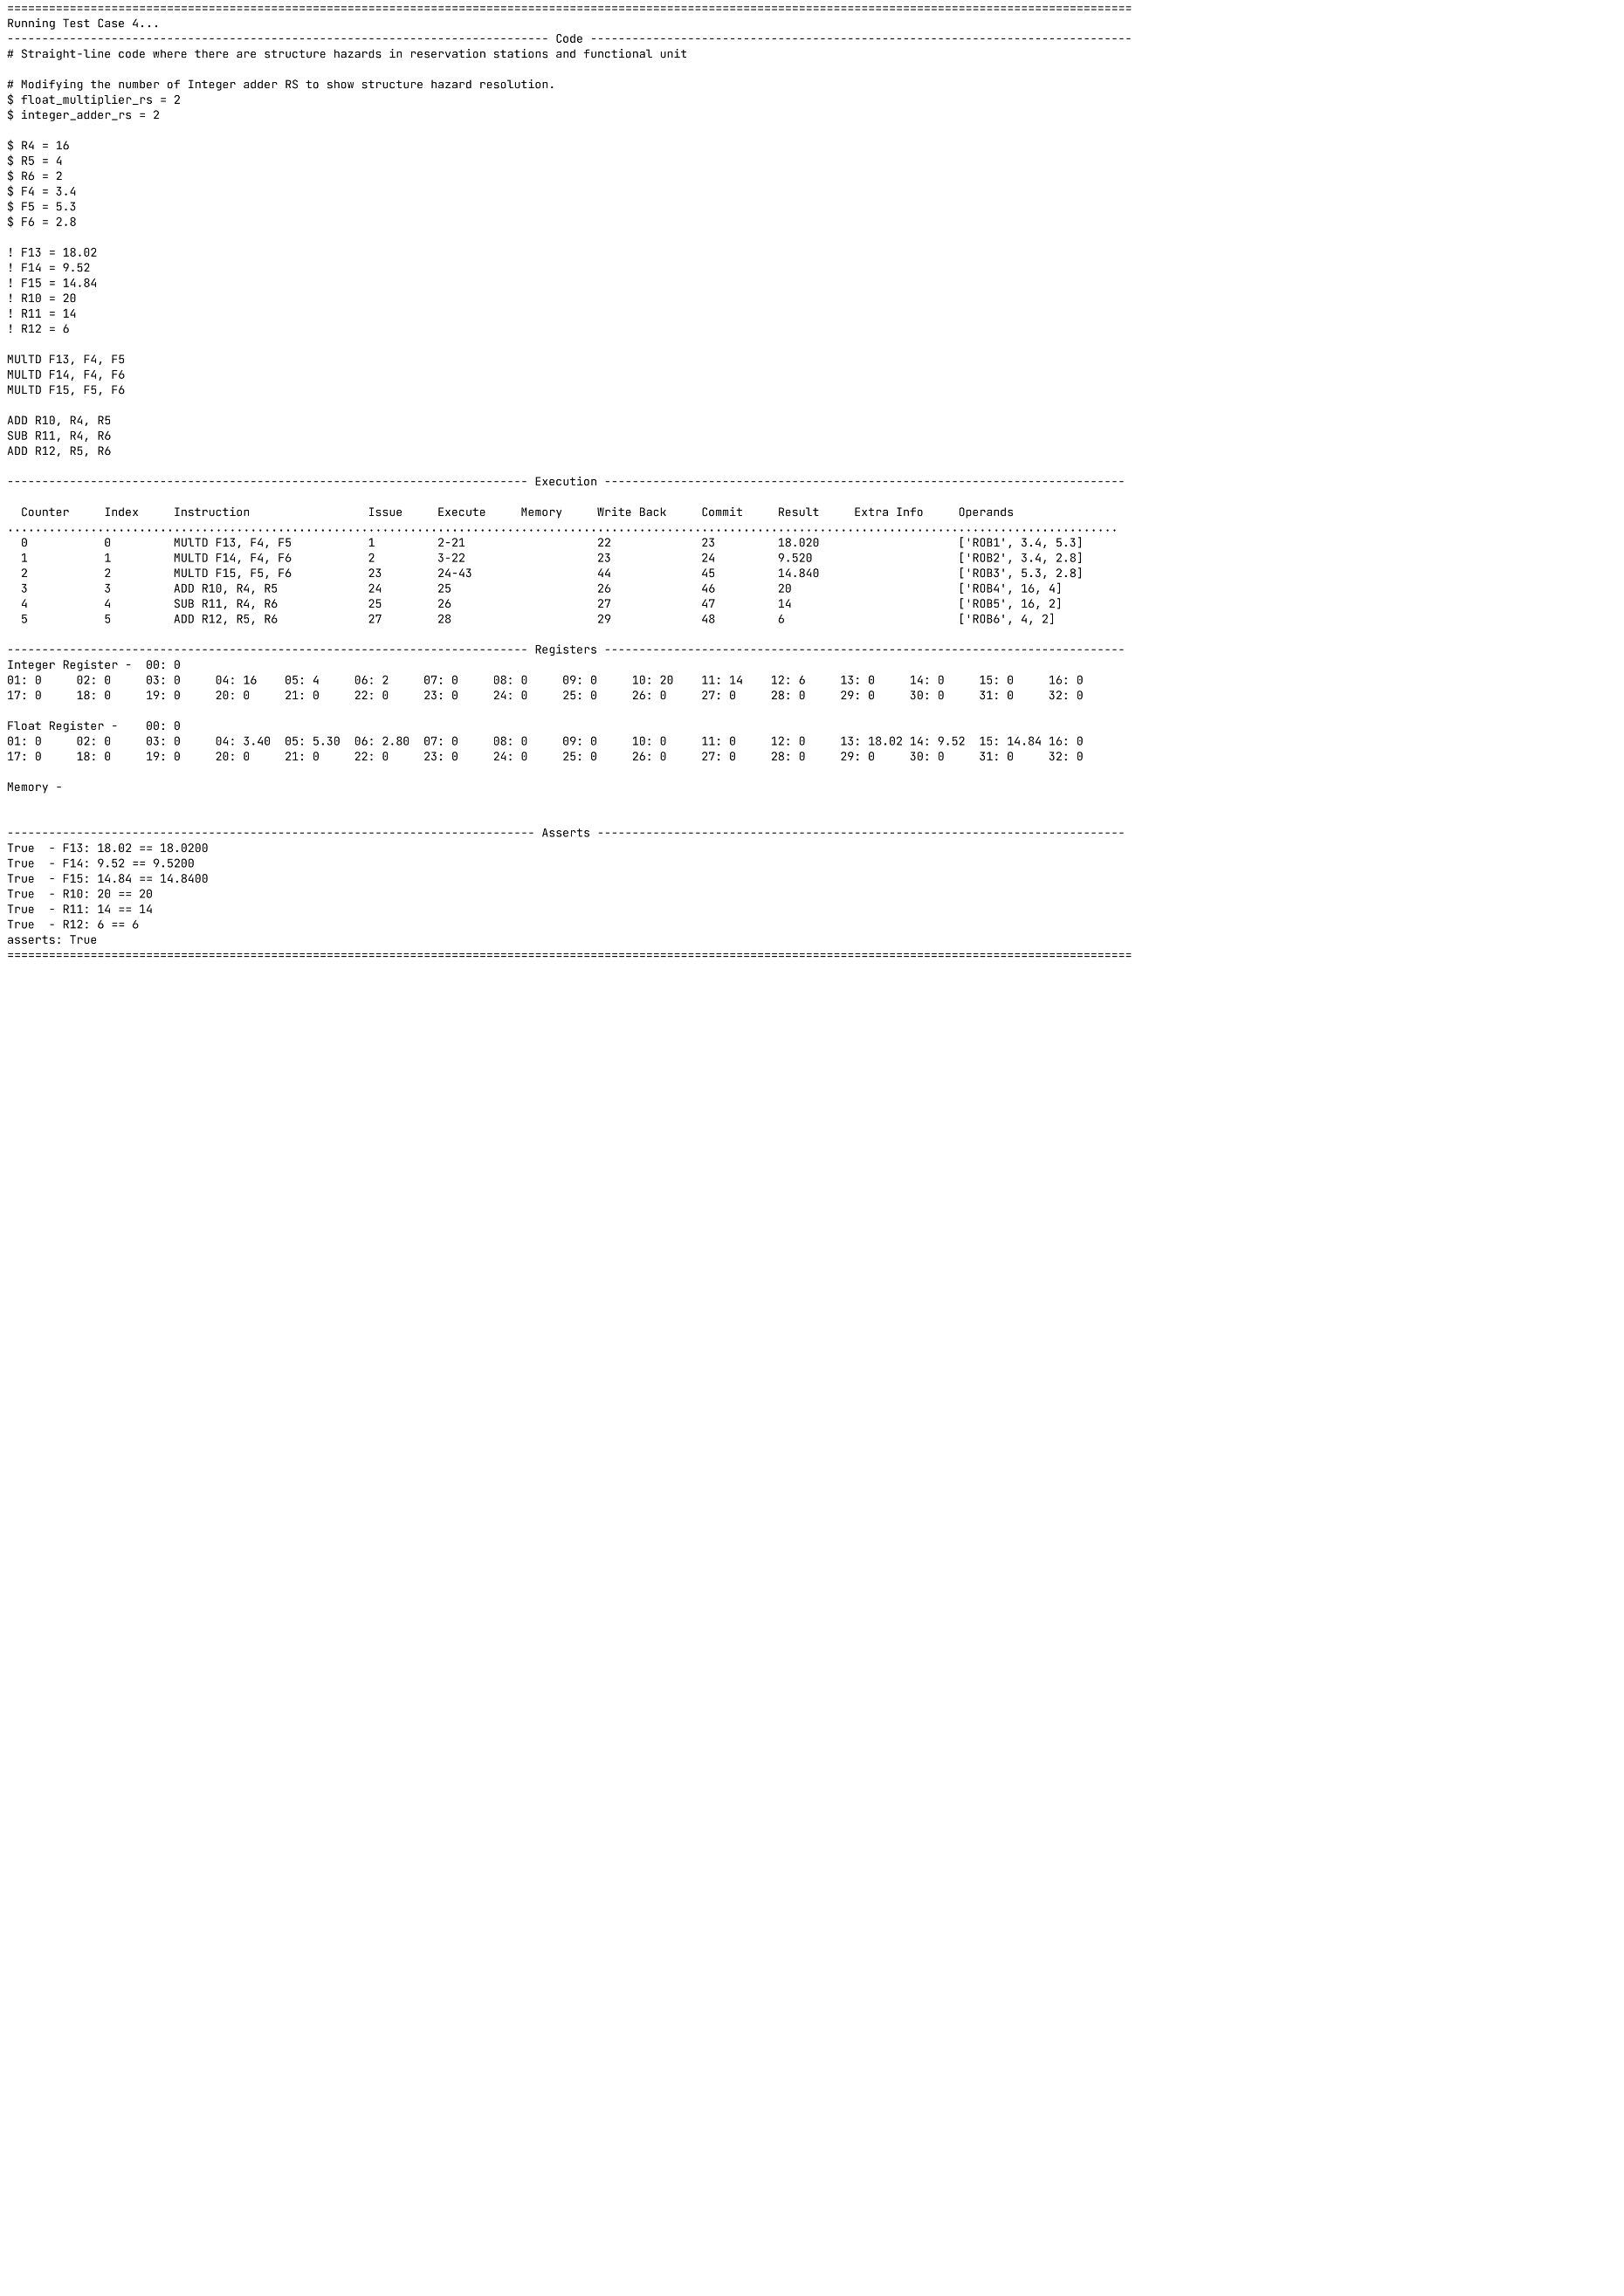 ==================================================================================================================================================================
Running Test Case 4...
------------------------------------------------------------------------------ Code ------------------------------------------------------------------------------
# Straight-line code where there are structure hazards in reservation stations and functional unit
# Modifying the number of Integer adder RS to show structure hazard resolution.
$ float_multiplier_rs = 2
$ integer_adder_rs = 2
$ R4 = 16
$ R5 = 4
$ R6 = 2
$ F4 = 3.4
$ F5 = 5.3
$ F6 = 2.8
! F13 = 18.02
! F14 = 9.52
! F15 = 14.84
! R10 = 20
! R11 = 14
! R12 = 6
MUlTD F13, F4, F5
MULTD F14, F4, F6
MULTD F15, F5, F6
ADD R10, R4, R5
SUB R11, R4, R6
ADD R12, R5, R6
--------------------------------------------------------------------------- Execution ---------------------------------------------------------------------------
Counter Index Instruction Issue Execute Memory Write Back Commit Result Extra Info Operands
................................................................................................................................................................
0 0 MUlTD F13, F4, F5 1 2-21 22 23 18.020 ['ROB1', 3.4, 5.3]
1 1 MULTD F14, F4, F6 2 3-22 23 24 9.520 ['ROB2', 3.4, 2.8]
2 2 MULTD F15, F5, F6 23 24-43 44 45 14.840 ['ROB3', 5.3, 2.8]
3 3 ADD R10, R4, R5 24 25 26 46 20 ['ROB4', 16, 4]
4 4 SUB R11, R4, R6 25 26 27 47 14 ['ROB5', 16, 2]
5 5 ADD R12, R5, R6 27 28 29 48 6 ['ROB6', 4, 2]
--------------------------------------------------------------------------- Registers ---------------------------------------------------------------------------
Integer Register - 00: 0
01: 0 02: 0 03: 0 04: 16 05: 4 06: 2 07: 0 08: 0 09: 0 10: 20 11: 14 12: 6 13: 0 14: 0 15: 0 16: 0
17: 0 18: 0 19: 0 20: 0 21: 0 22: 0 23: 0 24: 0 25: 0 26: 0 27: 0 28: 0 29: 0 30: 0 31: 0 32: 0
Float Register - 00: 0
01: 0 02: 0 03: 0 04: 3.40 05: 5.30 06: 2.80 07: 0 08: 0 09: 0 10: 0 11: 0 12: 0 13: 18.02 14: 9.52 15: 14.84 16: 0
17: 0 18: 0 19: 0 20: 0 21: 0 22: 0 23: 0 24: 0 25: 0 26: 0 27: 0 28: 0 29: 0 30: 0 31: 0 32: 0
Memory -
---------------------------------------------------------------------------- Asserts ----------------------------------------------------------------------------
True - F13: 18.02 == 18.0200
True - F14: 9.52 == 9.5200
True - F15: 14.84 == 14.8400
True - R10: 20 == 20
True - R11: 14 == 14
True - R12: 6 == 6
asserts: True
==================================================================================================================================================================